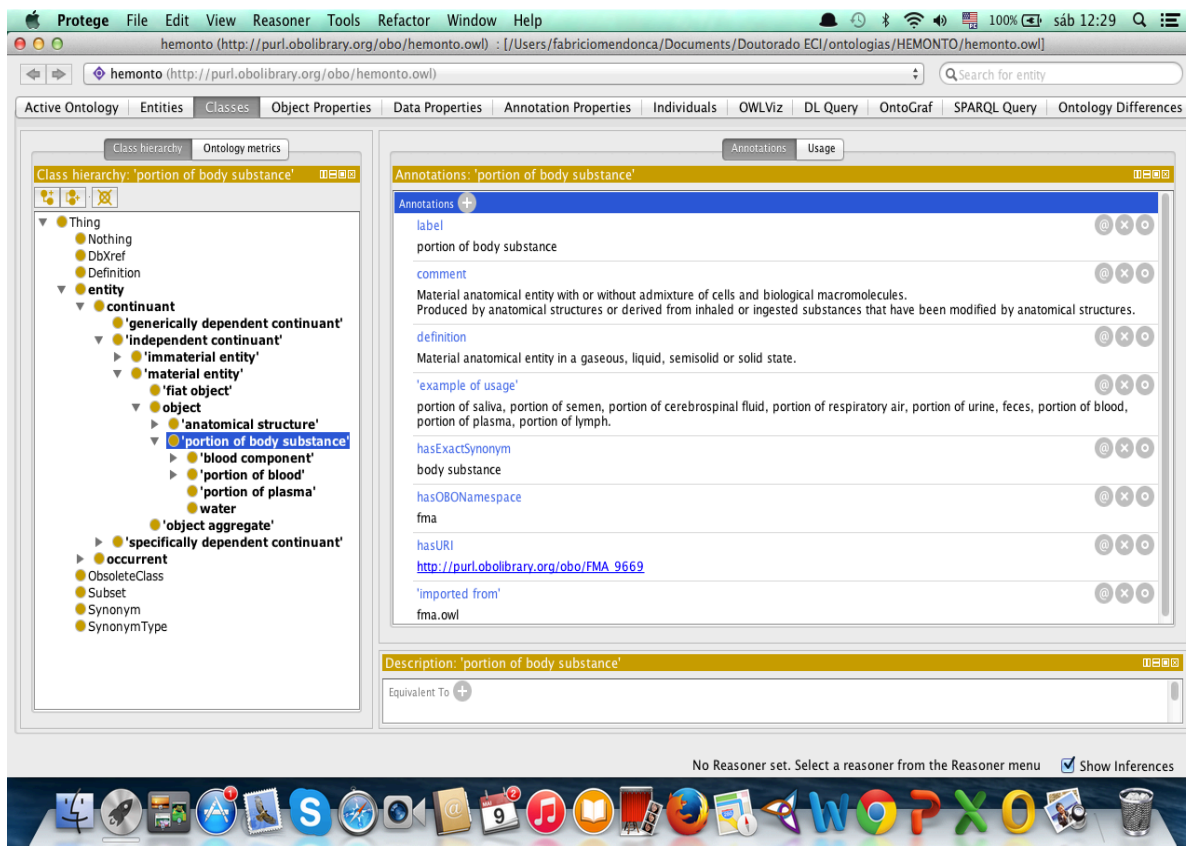 Protege File Edit View Reasoner Tools Refactor Window Help 100% sáb 12:29
hemonto (http://purl.obolibrary.org/obo/hemonto.owl) : [/Users/fabriciomendonca/Documents/Doutorado ECI/ontologias/HEMONTO/hemonto.owl]
hemonto (http://purl.obolibrary.org/obo/hemonto.owl) Search for entity
Active Ontology Entities Classes Object Properties Data Properties Annotation Properties Individuals OWLViz DL Query OntoGraf SPARQL Query Ontology Differences
Class hierarchy Ontology metrics
Class hierarchy: 'portion of body substance'
Thing
Nothing
DbXref
Definition
entity
continuant
'generically dependent continuant'
'independent continuant'
'immaterial entity'
'material entity'
'fiat object'
object
'anatomical structure'
'portion of body substance'
'blood component'
'portion of blood'
'portion of plasma'
water
'object aggregate'
'specifically dependent continuant'
occurrent
ObsoleteClass
Subset
Synonym
SynonymType
Annotations Usage
Annotations: 'portion of body substance'
Annotations
label
portion of body substance
comment
Material anatomical entity with or without admixture of cells and biological macromolecules.
Produced by anatomical structures or derived from inhaled or ingested substances that have been modified by anatomical structures.
definition
Material anatomical entity in a gaseous, liquid, semisolid or solid state.
'example of usage'
portion of saliva, portion of semen, portion of cerebrospinal fluid, portion of respiratory air, portion of urine, feces, portion of blood,
portion of plasma, portion of lymph.
hasExactSynonym
body substance
hasOBONamespace
fma
hasURI
http://purl.obolibrary.org/obo/FMA_9669
'imported from'
fma.owl
Description: 'portion of body substance'
Equivalent To
No Reasoner set. Select a reasoner from the Reasoner menu Show Inferences
1
2
9